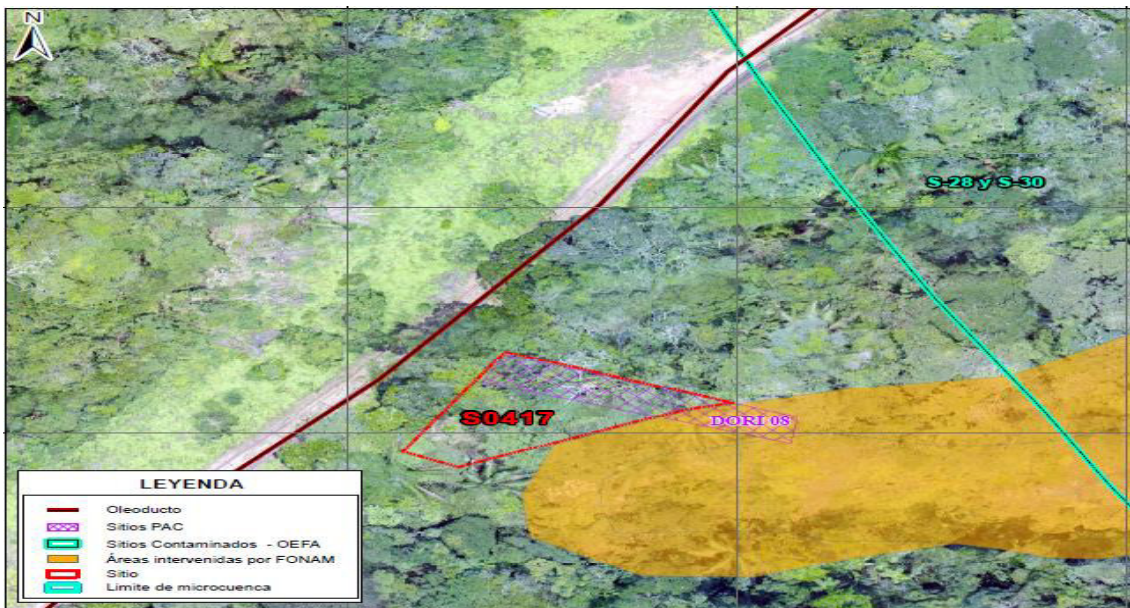 N
S-28 y S-30
S0417
DORI 08
LEYENDA
Oleoducto
Sitios PAC
Sitios Contaminados - OEFA
Áreas intervenidas por FONAM
Sitio
Limite de microcuenca